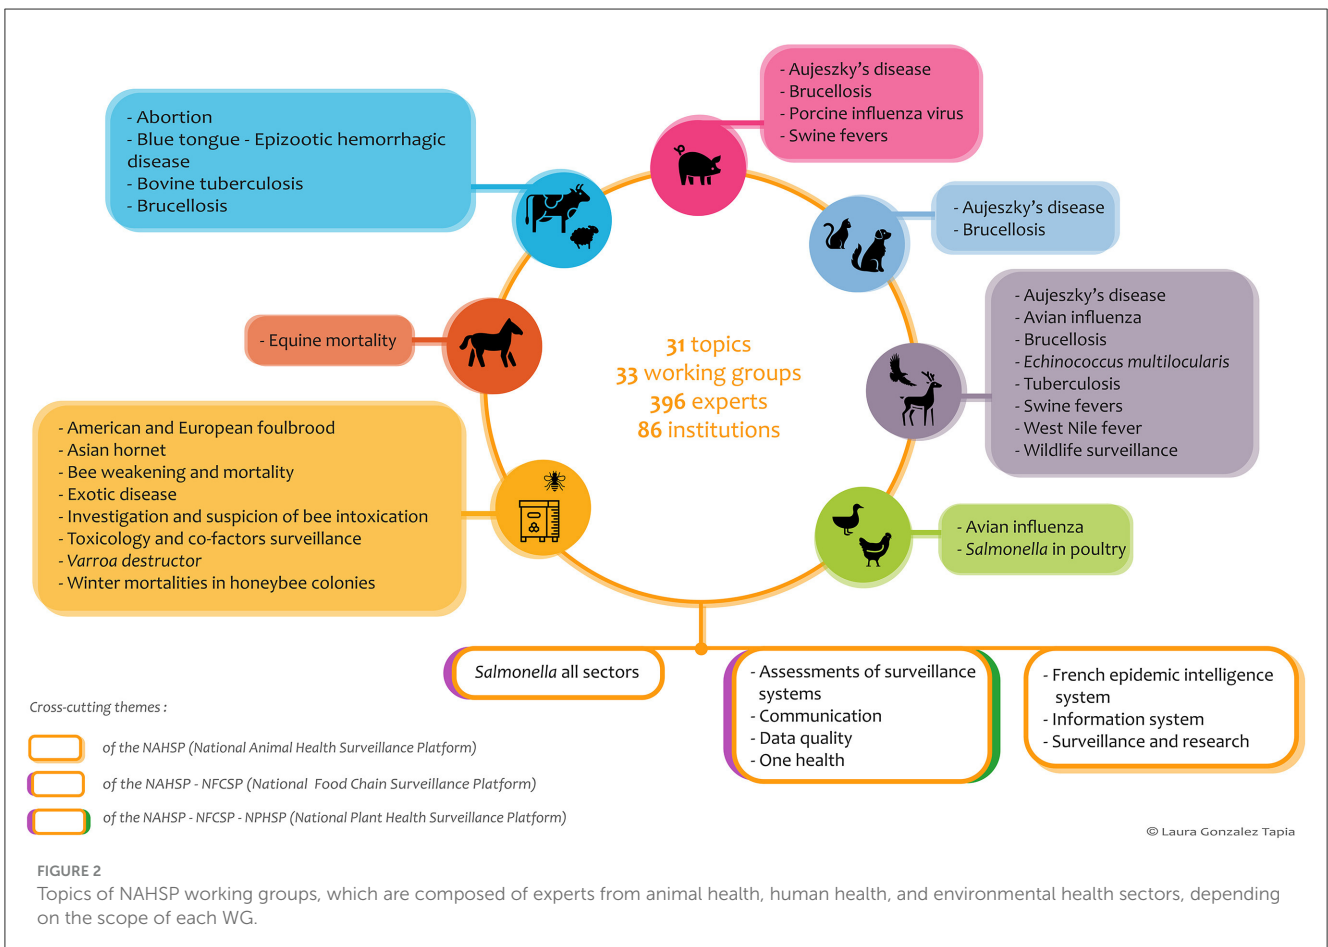 - Aujeszky's disease
- Brucellosis
- Porcine influenza virus
- Swine fevers
- Abortion
- Blue tongue - Epizootic hemorrhagic
disease
- Bovine tuberculosis
- Brucellosis
- Aujeszky's disease
- Brucellosis
- Equine mortality
- Aujeszky's disease
- Avian influenza
- Brucellosis
- Echinococcus multilocularis
- Tuberculosis
- Swine fevers
- West Nile fever
- Wildlife surveillance
31 topics
33 working groups
396 experts
86 institutions
- American and European foulbrood
- Asian hornet
- Bee weakening and mortality
- Exotic disease
- Investigation and suspicion of bee intoxication
- Toxicology and co-factors surveillance
- Varroa destructor
- Winter mortalities in honeybee colonies
- Avian influenza
- Salmonella in poultry
Salmonella all sectors
- Assessments of surveillance
systems
- Communication
- Data quality
- One health
- French epidemic intelligence
system
- Information system
- Surveillance and research
Cross-cutting themes :
of the NAHSP (National Animal Health Surveillance Platform)
of the NAHSP - NFCSP (National Food Chain Surveillance Platform)
of the NAHSP - NFCSP - NPHSP (National Plant Health Surveillance Platform)
© Laura Gonzalez Tapia
FIGURE 2
Topics of NAHSP working groups, which are composed of experts from animal health, human health, and environmental health sectors, depending
on the scope of each WG.